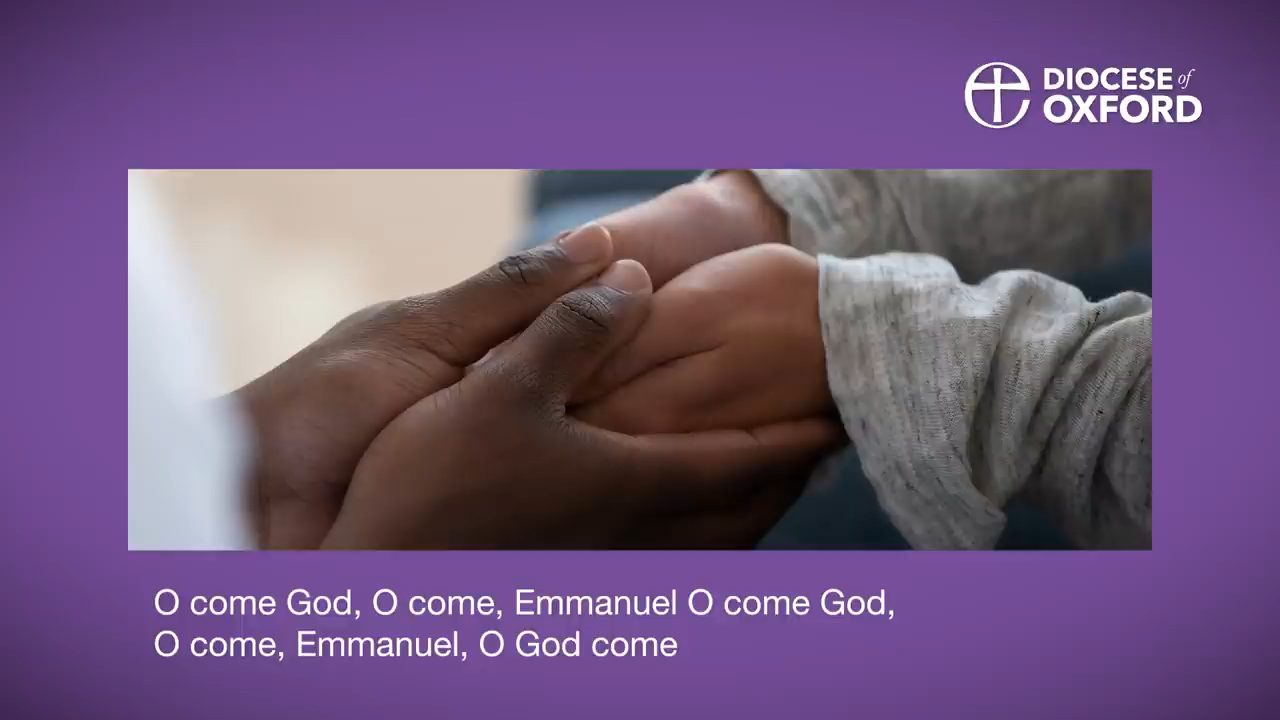 DIOCESE of
OXFORD
O come God, O come, Emmanuel O come God,
O come, Emmanuel, O God come